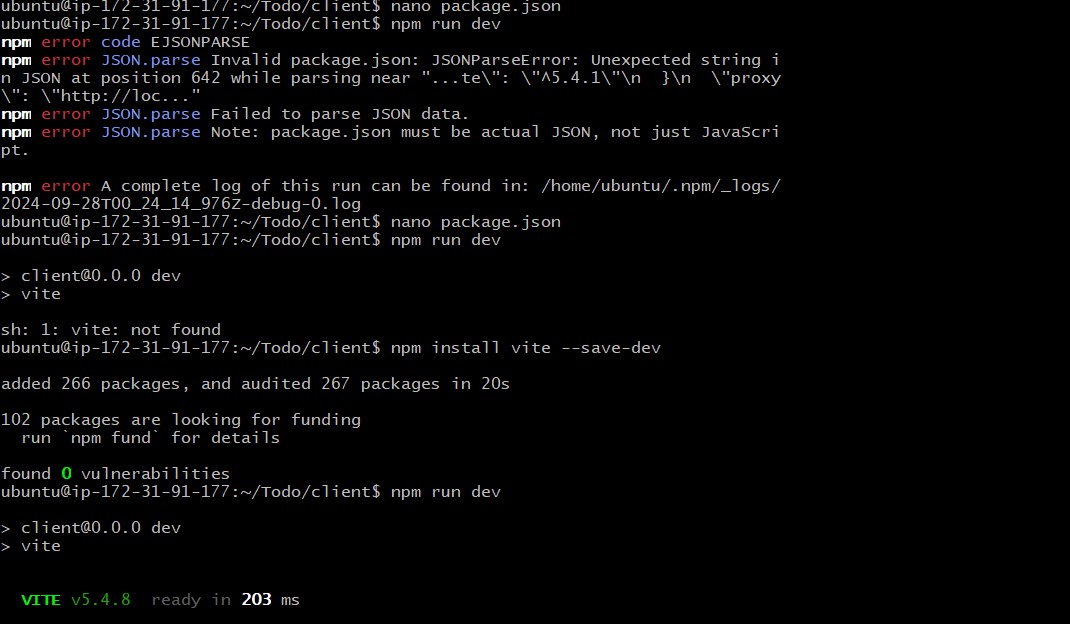 ubuntu@ip-172-31-91-177:~/Todo/client$ nano package.json
ubuntu@ip-172-31-91-177:~/Todo/client$ npm run dev
npm error code EJSONPARSE
npm error JSON.parse Invalid package.json: JSONParseError: Unexpected string i
n JSON at position 642 while parsing near "...te\": \"^5.4.1\"\n  }\n  \"proxy
\": \"http://loc..."
npm error JSON.parse Failed to parse JSON data.
npm error JSON.parse Note: package.json must be actual JSON, not just JavaScri
pt.
npm error A complete log of this run can be found in: /home/ubuntu/.npm/_logs/
2024-09-28T00_24_14_976Z-debug-0.log
ubuntu@ip-172-31-91-177:~/Todo/client$ nano package.json
ubuntu@ip-172-31-91-177:~/Todo/client$ npm run dev
> client@0.0.0 dev
> vite
sh: 1: vite: not found
ubuntu@ip-172-31-91-177:~/Todo/client$ npm install vite --save-dev
added 266 packages, and audited 267 packages in 20s
102 packages are looking for funding
  run `npm fund` for details
found 0 vulnerabilities
ubuntu@ip-172-31-91-177:~/Todo/client$ npm run dev
> client@0.0.0 dev
> vite
  VITE v5.4.8  ready in 203 ms